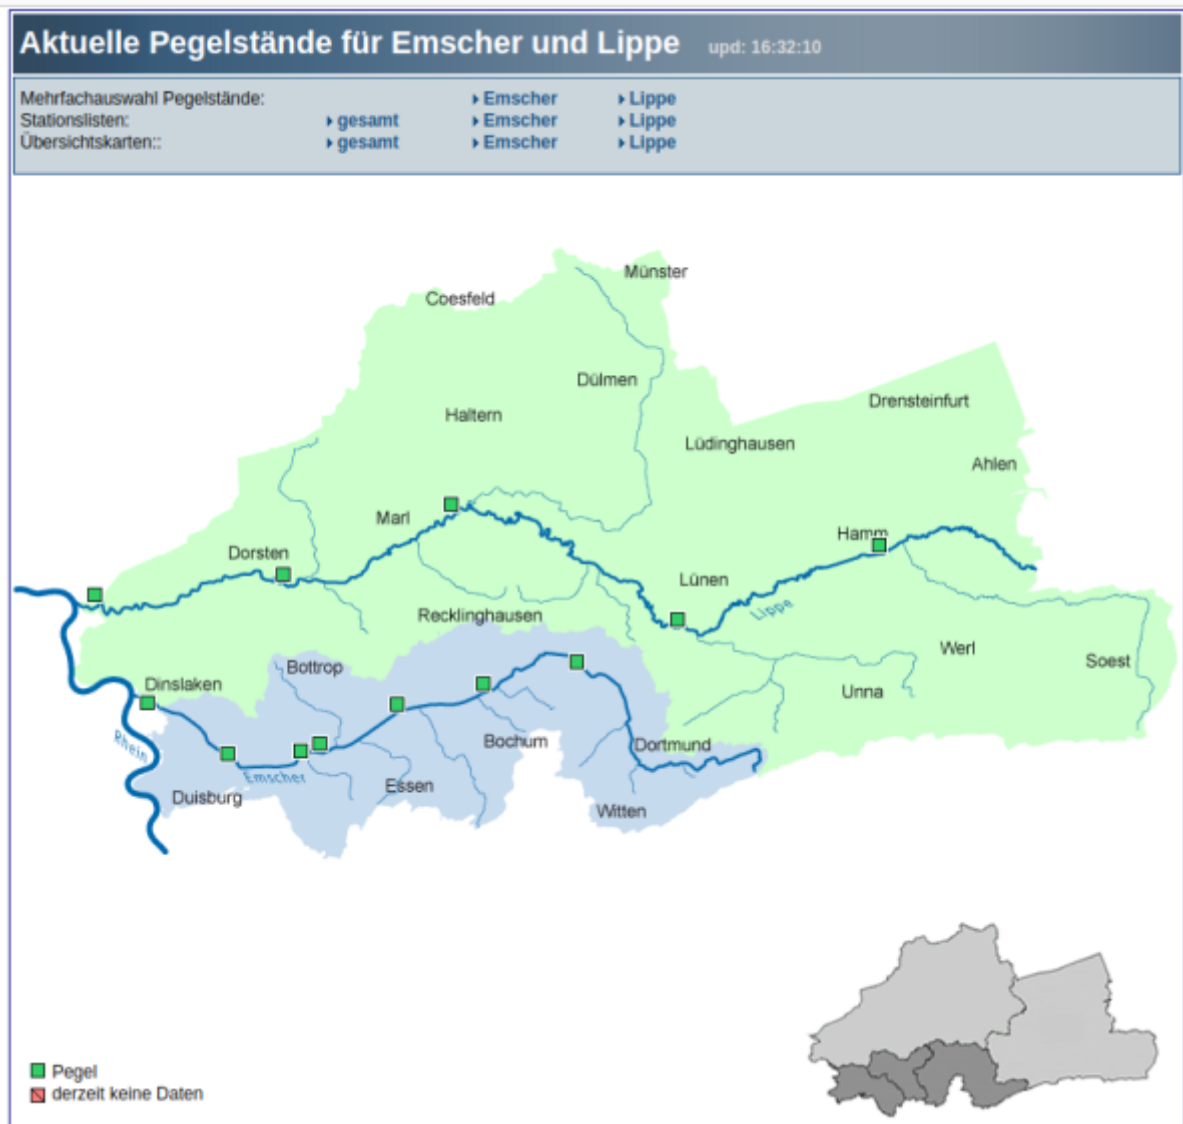 Aktuelle Pegelstände für Emscher und Lippe upd: 16:32:10
Mehrfachauswahl Pegelstände: Emscher Lippe
Stationslisten: gesamt Emscher Lippe
Übersichtskarten:: gesamt Emscher Lippe
Münster
Coesfeld
Dülmen
Drensteinfurt
Haltern
Lüdinghausen
Ahlen
Marl
Hamm
Dorsten
Lünen
Lippe
Recklinghausen
Werl
Soest
Bottrop
Dinslaken
Unna
Rhein
Bochum
Dortmund
Emscher
Essen
Duisburg
Witten
Pegel
derzeit keine Daten